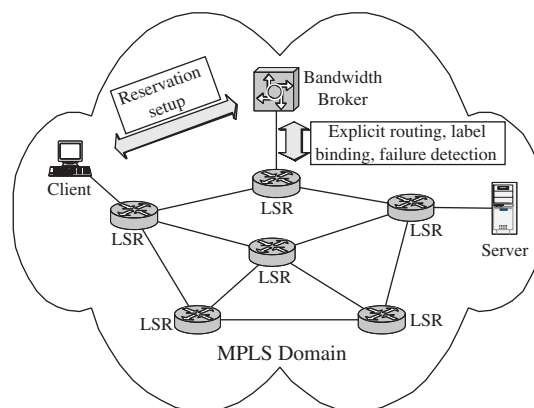 Reservation
setup
Bandwidth
Broker
Explicit routing, label
binding, failure detection
Client
LSR
LSR
LSR
Server
LSR
LSR
LSR
MPLS Domain